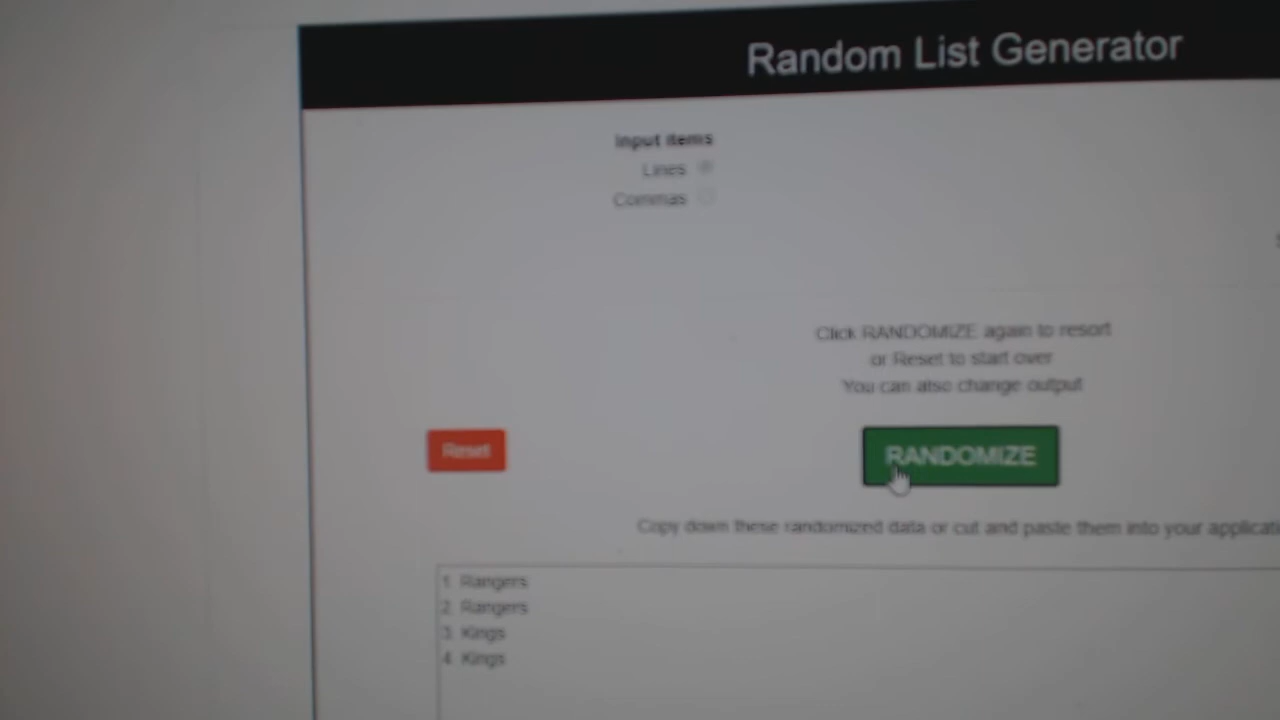 Random List Generator
Input items
Lines
Commas
Click RANDOMIZE again to resort
or Reset to start over
You can also change output
Reset
RANDOMIZE
Copy down these randomized data or cut and paste them into your applicati
1 Rangers
2 Rangers
3 Kings
4 Kings